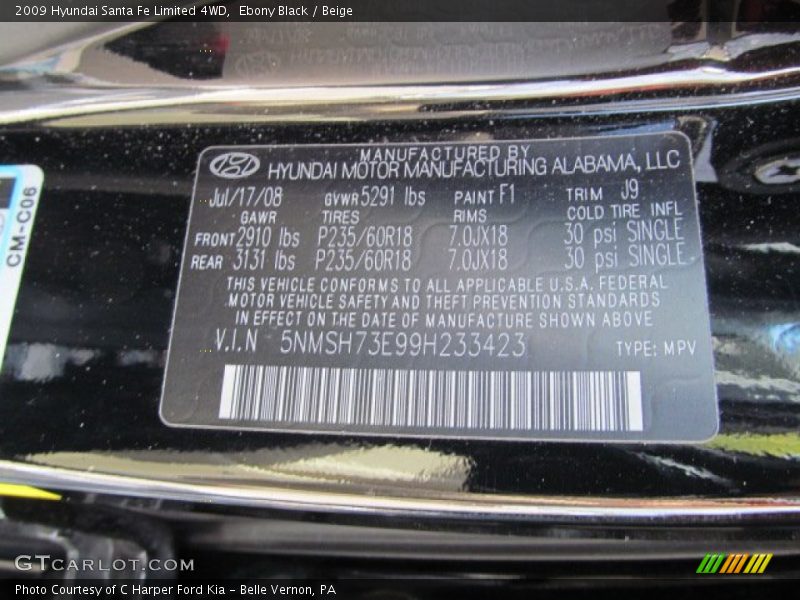 2009 Hyundai Santa Fe Limited 4WD, Ebony Black / Beige
CM-C06
MANUFACTURED BY
HYUNDAI MOTOR MANUFACTURING ALABAMA, LLC
Jul/17/08 GVWR 5291 lbs PAINT F1 TRIM J9
GAWR TIRES RIMS COLD TIRE INFL
FRONT 2910 lbs P235/60R18 7.0JX18 30 psi SINGLE
REAR 3131 lbs P235/60R18 7.0JX18 30 psi SINGLE
THIS VEHICLE CONFORMS TO ALL APPLICABLE U.S.A. FEDERAL
MOTOR VEHICLE SAFETY AND THEFT PREVENTION STANDARDS
IN EFFECT ON THE DATE OF MANUFACTURE SHOWN ABOVE
V.I.N 5NMSH73E99H233423 TYPE: MPV
GTCARLOT.COM
Photo Courtesy of C Harper Ford Kia - Belle Vernon, PA